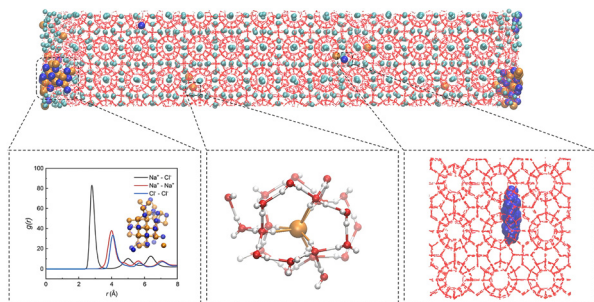 100
80
60
40
20
0
g(r)
Na⁺ - Cl⁻
Na⁺ - Na⁺
Cl⁻ - Cl⁻
0 2 4 6 8
r (Å)